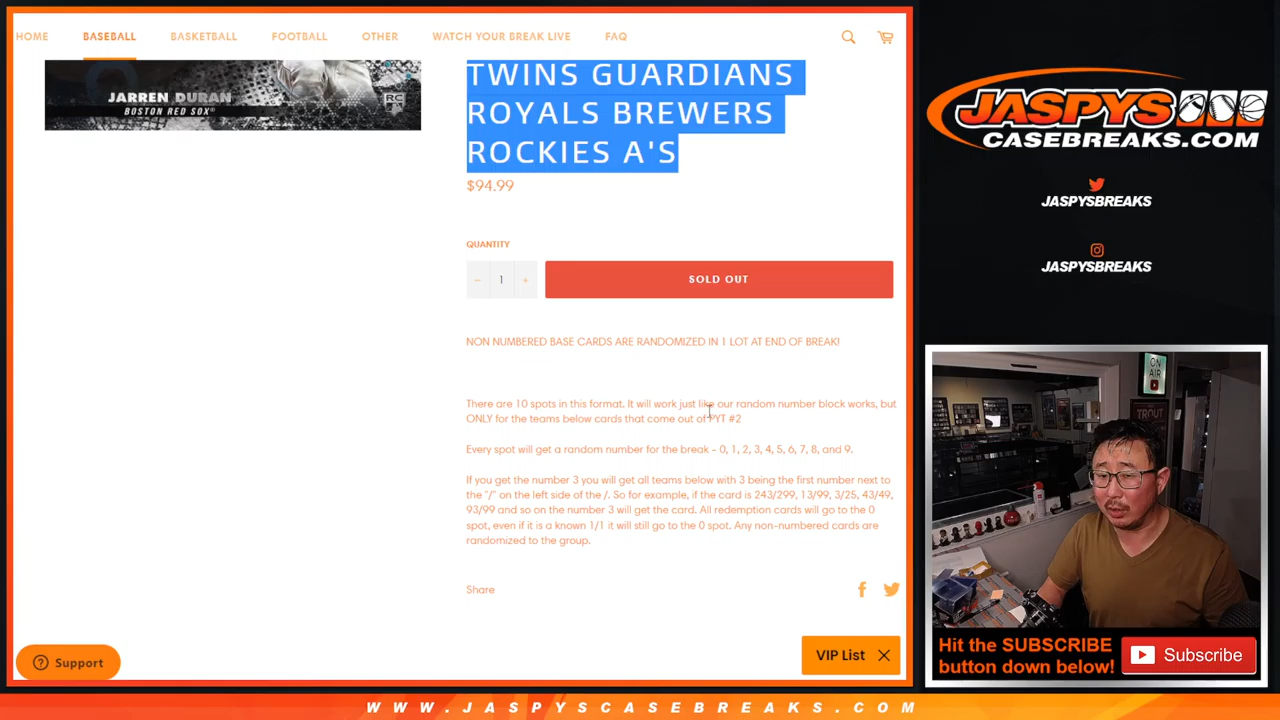 HOME BASEBALL BASKETBALL FOOTBALL OTHER WATCH YOUR BREAK LIVE FAQ
JARREN DURAN
BOSTON RED SOX®
RC
TWINS GUARDIANS
ROYALS BREWERS
ROCKIES A'S
$94.99
QUANTITY
− 1 +
SOLD OUT
NON NUMBERED BASE CARDS ARE RANDOMIZED IN 1 LOT AT END OF BREAK!
There are 10 spots in this format. It will work just like our random number block works, but
ONLY for the teams below cards that come out of PYT #2
Every spot will get a random number for the break - 0, 1, 2, 3, 4, 5, 6, 7, 8, and 9.
If you get the number 3 you will get all teams below with 3 being the first number next to
the "/" on the left side of the /. So for example, if the card is 243/299, 13/99, 3/25, 43/49,
93/99 and so on the number 3 will get the card. All redemption cards will go to the 0
spot, even if it is a known 1/1 it will still go to the 0 spot. Any non-numbered cards are
randomized to the group.
Share
Support
VIP List
JASPYS
CASEBREAKS.COM
JASPYSBREAKS
JASPYSBREAKS
ON
AIR
TROUT
Hit the SUBSCRIBE
button down below!
Subscribe
WWW.JASPYSCASEBREAKS.COM